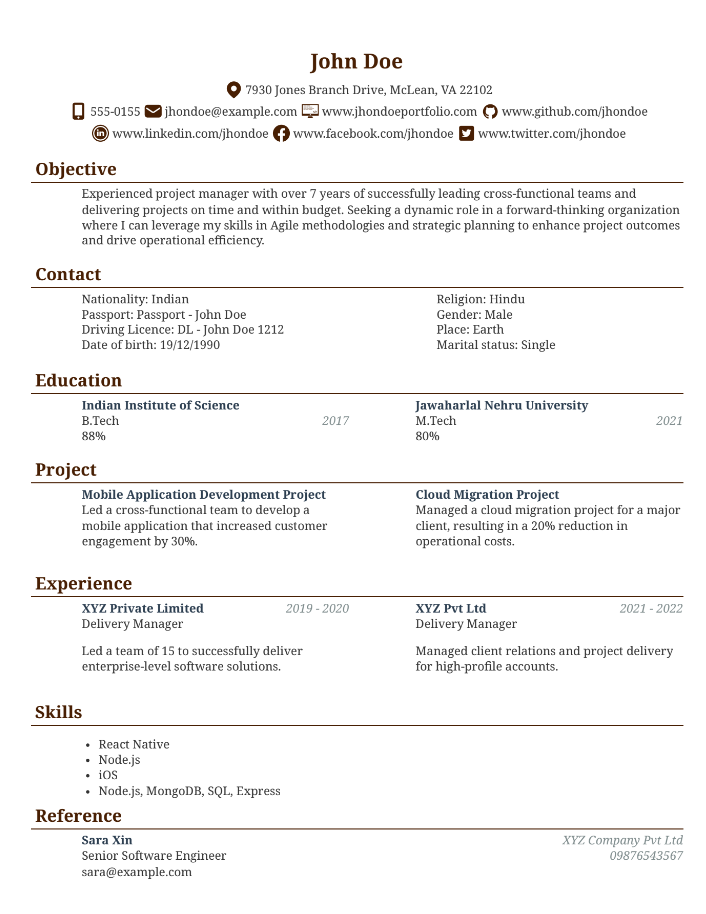 John Doe
7930 Jones Branch Drive, McLean, VA 22102
555-0155 jhondoe@example.com www.jhondoeportfolio.com www.github.com/jhondoe
www.linkedin.com/jhondoe www.facebook.com/jhondoe www.twitter.com/jhondoe
Objective
Experienced project manager with over 7 years of successfully leading cross-functional teams and
delivering projects on time and within budget. Seeking a dynamic role in a forward-thinking organization
where I can leverage my skills in Agile methodologies and strategic planning to enhance project outcomes
and drive operational efficiency.
Contact
Nationality: Indian
Passport: Passport - John Doe
Driving Licence: DL - John Doe 1212
Date of birth: 19/12/1990
Religion: Hindu
Gender: Male
Place: Earth
Marital status: Single
Education
Indian Institute of Science
B.Tech 2017
88%
Jawaharlal Nehru University
M.Tech 2021
80%
Project
Mobile Application Development Project
Led a cross-functional team to develop a
mobile application that increased customer
engagement by 30%.
Cloud Migration Project
Managed a cloud migration project for a major
client, resulting in a 20% reduction in
operational costs.
Experience
XYZ Private Limited 2019 - 2020
Delivery Manager
Led a team of 15 to successfully deliver
enterprise-level software solutions.
XYZ Pvt Ltd 2021 - 2022
Delivery Manager
Managed client relations and project delivery
for high-profile accounts.
Skills
• React Native
• Node.js
• iOS
• Node.js, MongoDB, SQL, Express
Reference
Sara Xin XYZ Company Pvt Ltd
Senior Software Engineer 09876543567
sara@example.com